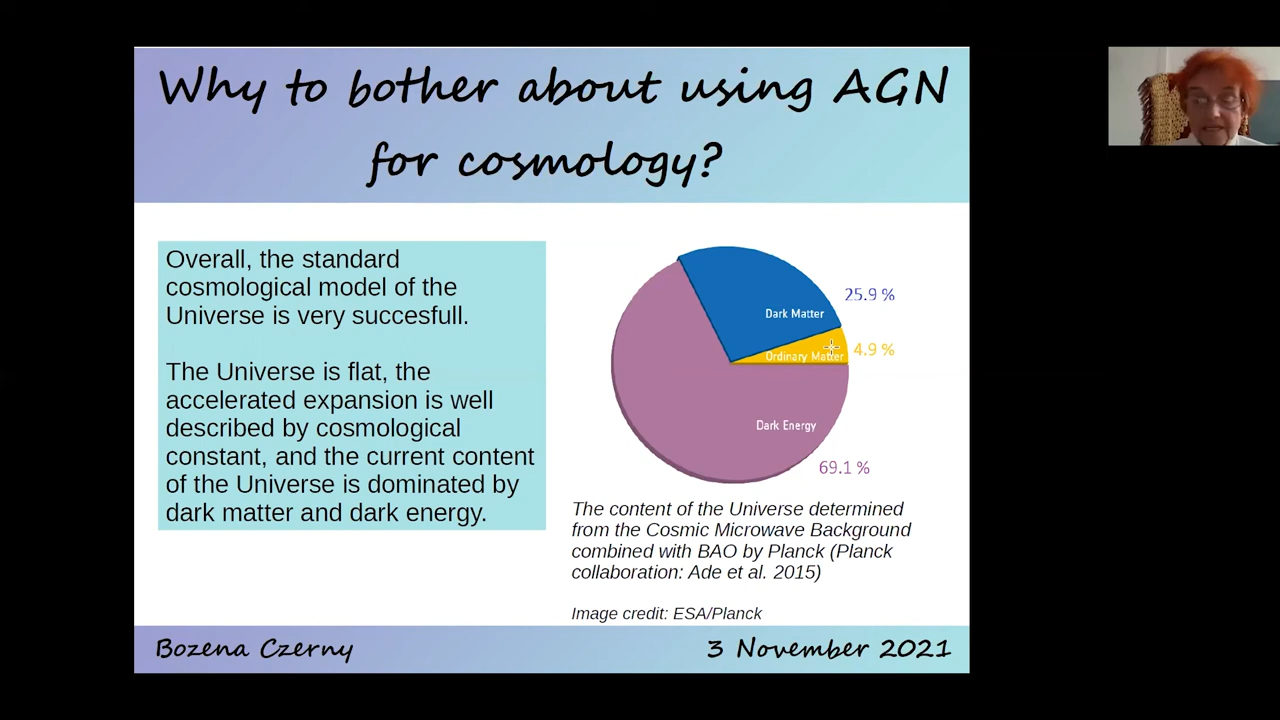 Why to bother about using AGN
for cosmology?
Overall, the standard
cosmological model of the
Universe is very succesfull.
The Universe is flat, the
accelerated expansion is well
described by cosmological
constant, and the current content
of the Universe is dominated by
dark matter and dark energy.
Dark Matter
25.9 %
Ordinary Matter
4.9 %
Dark Energy
69.1 %
The content of the Universe determined
from the Cosmic Microwave Background
combined with BAO by Planck (Planck
collaboration: Ade et al. 2015)
Image credit: ESA/Planck
Bozena Czerny
3 November 2021